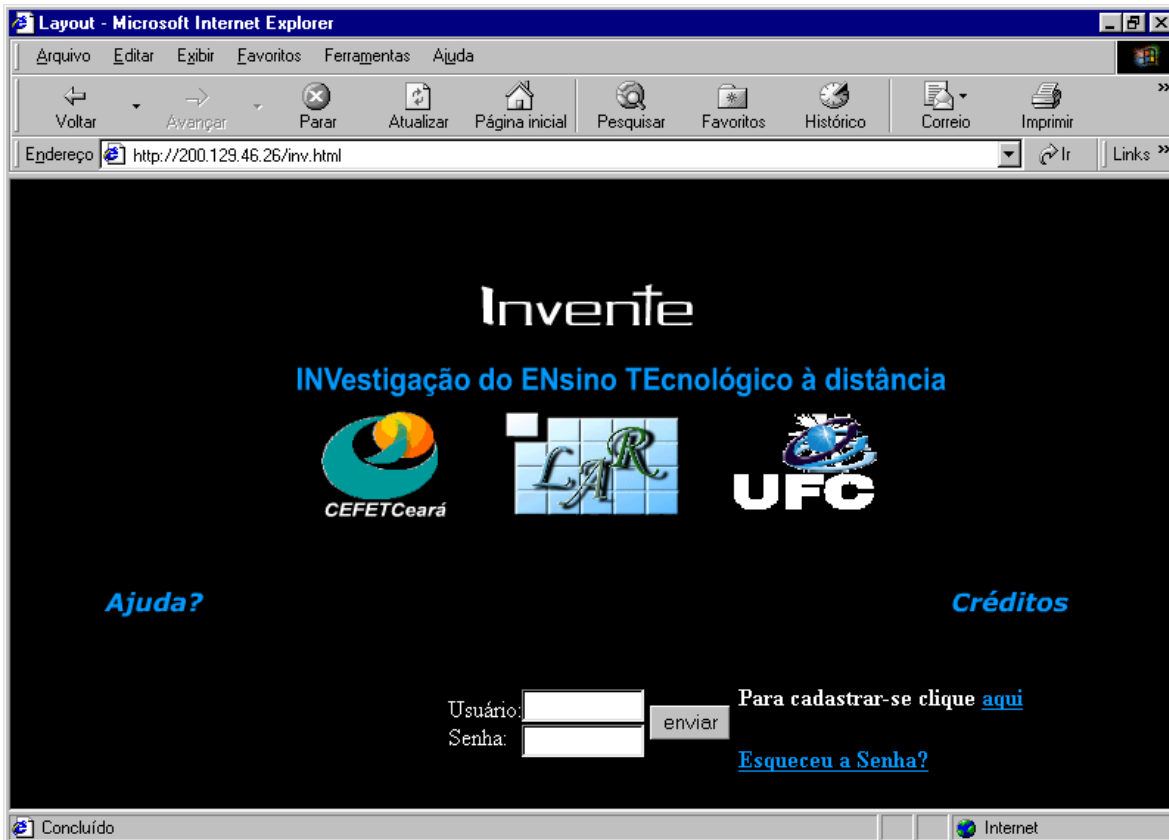 Layout - Microsoft Internet Explorer
Arquivo Editar Exibir Favoritos Ferramentas Ajuda
Voltar Avançar Parar Atualizar Página inicial Pesquisar Favoritos Histórico Correio Imprimir
Endereço http://200.129.46.26/inv.html Ir Links
Invente
INVestigação do ENsino TEcnológico à distância
CEFETCeará LAR UFC
Ajuda? Créditos
Usuário: enviar Para cadastrar-se clique aqui
Senha: Esqueceu a Senha?
Concluído Internet